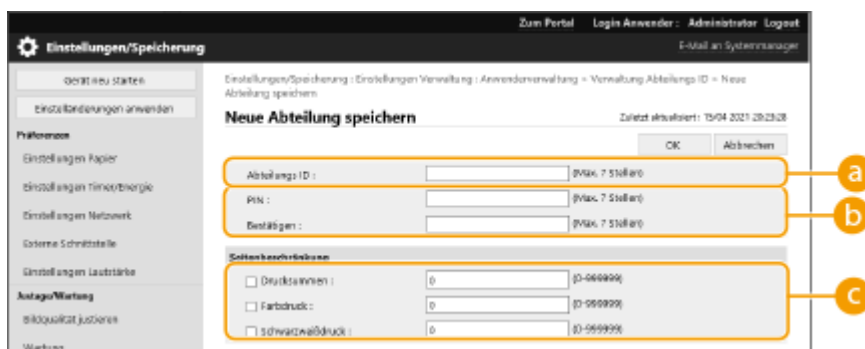 Zum Portal Login Anwender : Administrator Logout
Einstellungen/Speicherung
E-Mail an Systemmanager
Gerät neu starten
Einstelländerungen anwenden
Präferenzen
Einstellungen Papier
Einstellungen Timer/Energie
Einstellungen Netzwerk
Externe Schnittstelle
Einstellungen Lautstärke
Justage/Wartung
Bildqualität justieren
Wartung
Einstellungen/Speicherung : Einstellungen Verwaltung : Anwenderverwaltung > Verwaltung Abteilungs ID > Neue
Abteilung speichern
Neue Abteilung speichern
Zuletzt aktualisiert : 15/04 2021 20:23:28
OK Abbrechen
Abteilungs ID : (Max. 7 Stellen)
a
PIN : (Max. 7 Stellen)
Bestätigen : (Max. 7 Stellen)
b
Seitenbeschränkung
Drucksummen : 0 (0-999999)
Farbdruck : 0 (0-999999)
Schwarzweißdruck : 0 (0-999999)
c